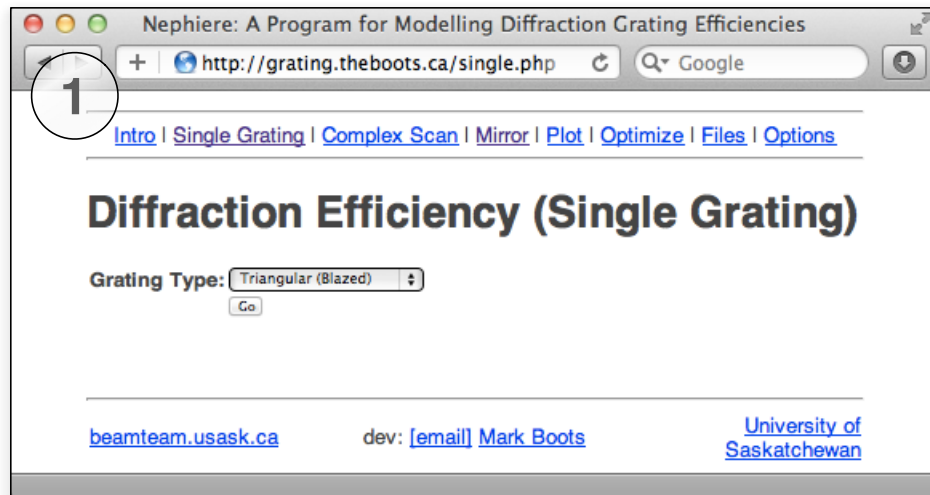 Nephiere: A Program for Modelling Diffraction Grating Efficiencies
+ http://grating.theboots.ca/single.php Google
1
Intro | Single Grating | Complex Scan | Mirror | Plot | Optimize | Files | Options
Diffraction Efficiency (Single Grating)
Grating Type: Triangular (Blazed)
Go
beamteam.usask.ca dev: [email] Mark Boots University of
Saskatchewan